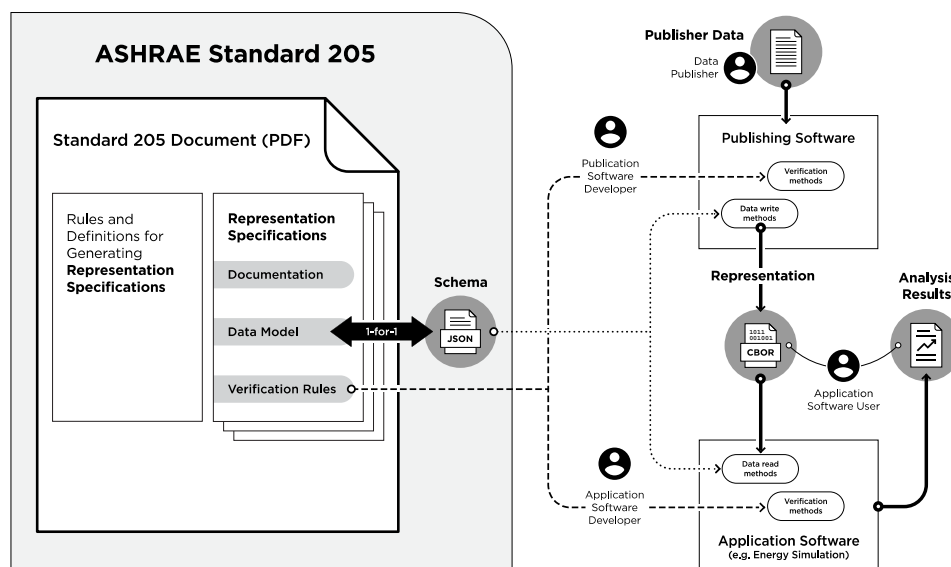 ASHRAE Standard 205
Standard 205 Document (PDF)
Rules and
Definitions for
Generating
Representation
Specifications
Representation
Specifications
Documentation
Data Model
Verification Rules
1-for-1
Schema
JSON
Publisher Data
Data
Publisher
Publishing Software
Verification
methods
Data write
methods
Publication
Software
Developer
Representation
1011
001001
CBOR
Analysis
Results
Application
Software User
Application
Software
Developer
Data read
methods
Verification
methods
Application Software
(e.g. Energy Simulation)